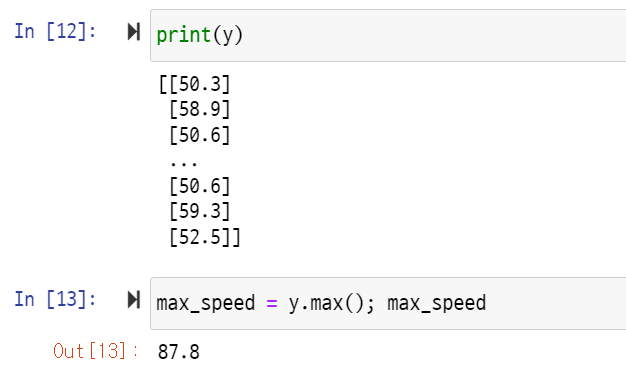 In [12]:
print(y)
[[50.3]
[58.9]
[50.6]
...
[50.6]
[59.3]
[52.5]]
In [13]:
max_speed = y.max(); max_speed
Out[13]:
87.8